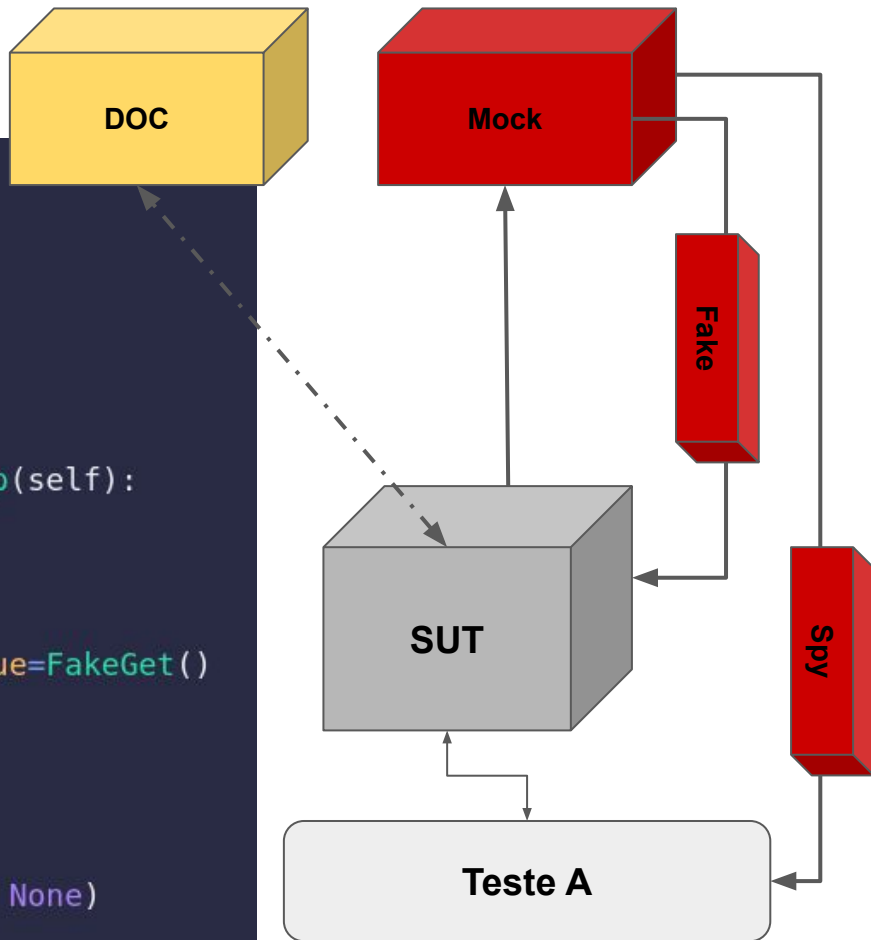 DOC
Mock
Fake
o(self):
SUT
Spy
ue=FakeGet()
Teste A
None)